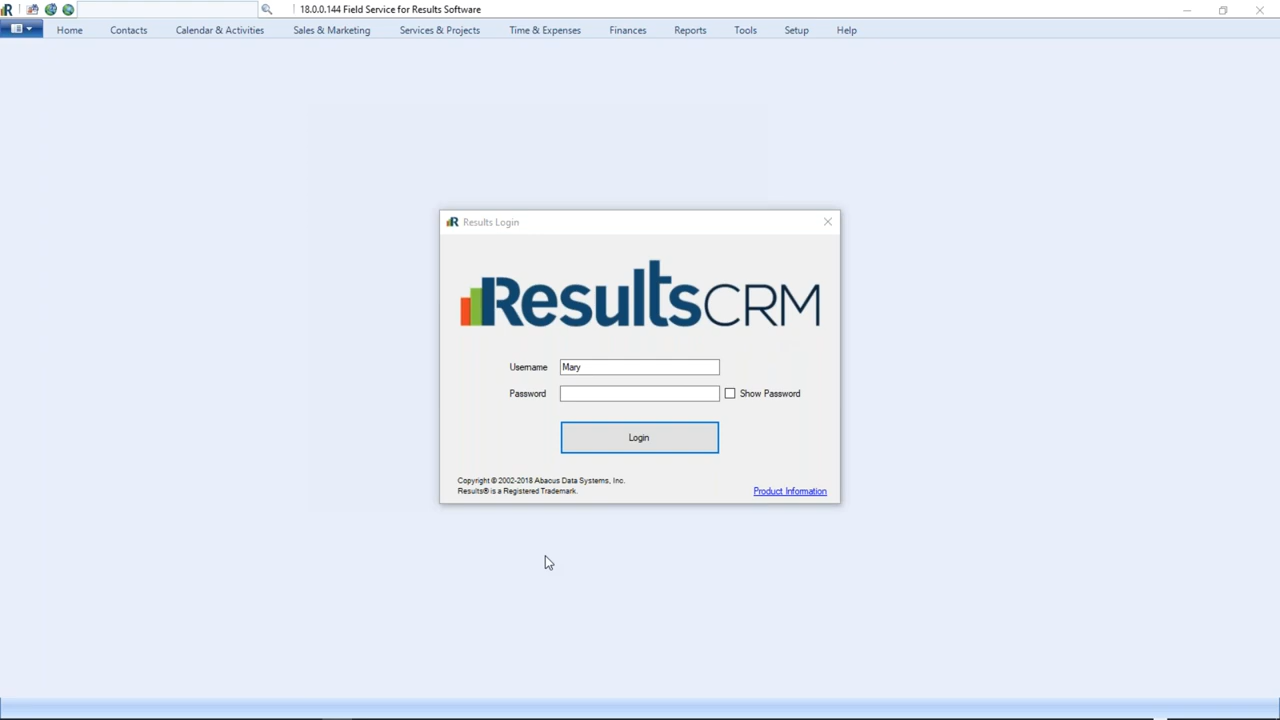 18.0.0.144 Field Service for Results Software
Home Contacts Calendar & Activities Sales & Marketing Services & Projects Time & Expenses Finances Reports Tools Setup Help
Results Login
ResultsCRM
Username Mary
Password Show Password
Login
Copyright © 2002-2018 Abacus Data Systems, Inc.
Results® is a Registered Trademark.
Product Information